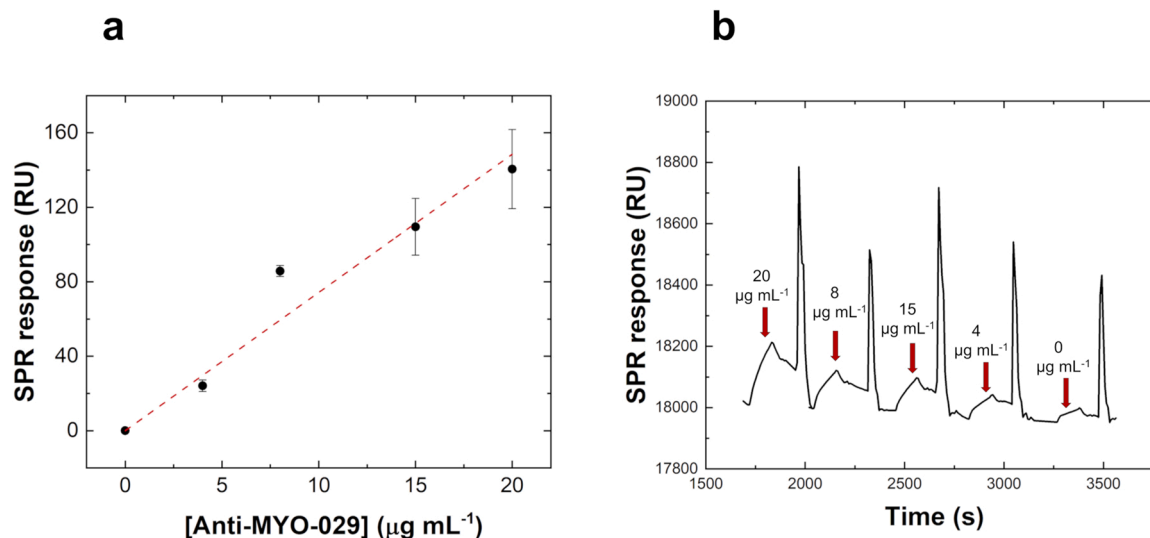 a
b
SPR response (RU)
160
120
80
40
0
0
5
10
15
20
[Anti-MYO-029] (μg mL⁻¹)
SPR response (RU)
19000
18800
18600
18400
18200
18000
17800
20
μg mL⁻¹
8
μg mL⁻¹
15
μg mL⁻¹
4
μg mL⁻¹
0
μg mL⁻¹
1500
2000
2500
3000
3500
Time (s)